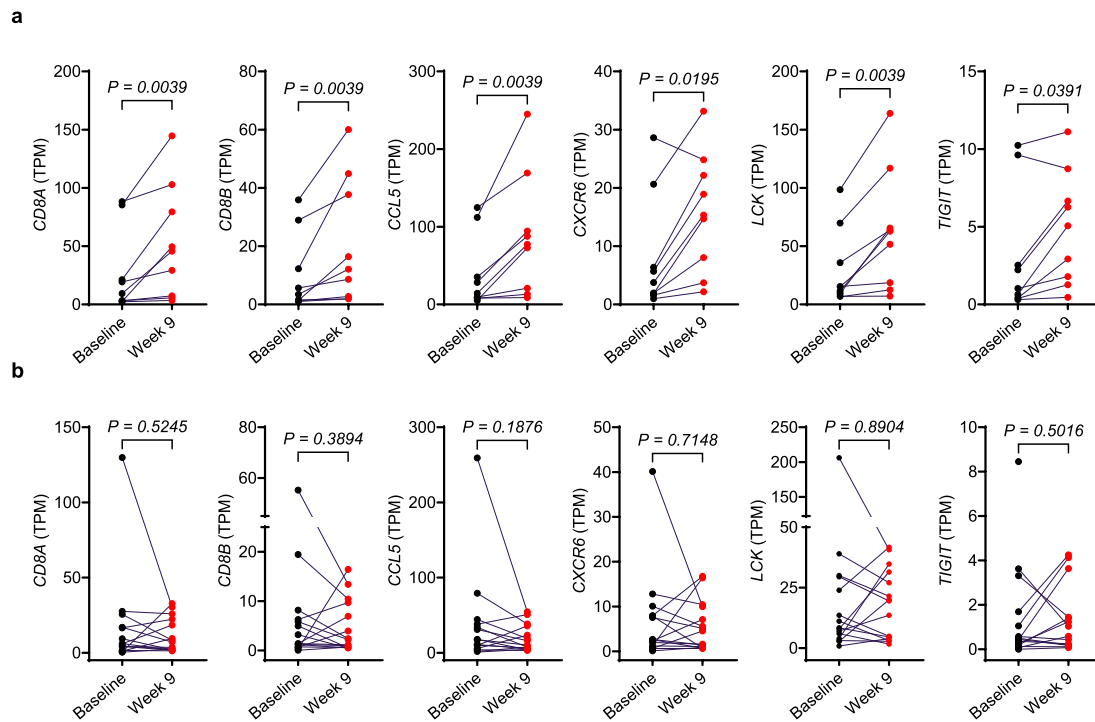 a
P = 0.0039
P = 0.0039
P = 0.0039
P = 0.0195
P = 0.0039
P = 0.0391
CD8A (TPM)
200
150
100
50
0
Baseline
Week 9
CD8B (TPM)
80
60
40
20
0
Baseline
Week 9
CCL5 (TPM)
300
200
100
0
Baseline
Week 9
CXCR6 (TPM)
40
30
20
10
0
Baseline
Week 9
LCK (TPM)
200
150
100
50
0
Baseline
Week 9
TIGIT (TPM)
15
10
5
0
Baseline
Week 9
b
P = 0.5245
P = 0.3894
P = 0.1876
P = 0.7148
P = 0.8904
P = 0.5016
CD8A (TPM)
150
100
50
0
Baseline
Week 9
CD8B (TPM)
80
60
40
20
10
0
Baseline
Week 9
CCL5 (TPM)
300
200
100
0
Baseline
Week 9
CXCR6 (TPM)
50
40
30
20
10
0
Baseline
Week 9
LCK (TPM)
250
200
150
100
50
25
0
Baseline
Week 9
TIGIT (TPM)
10
8
6
4
2
0
Baseline
Week 9